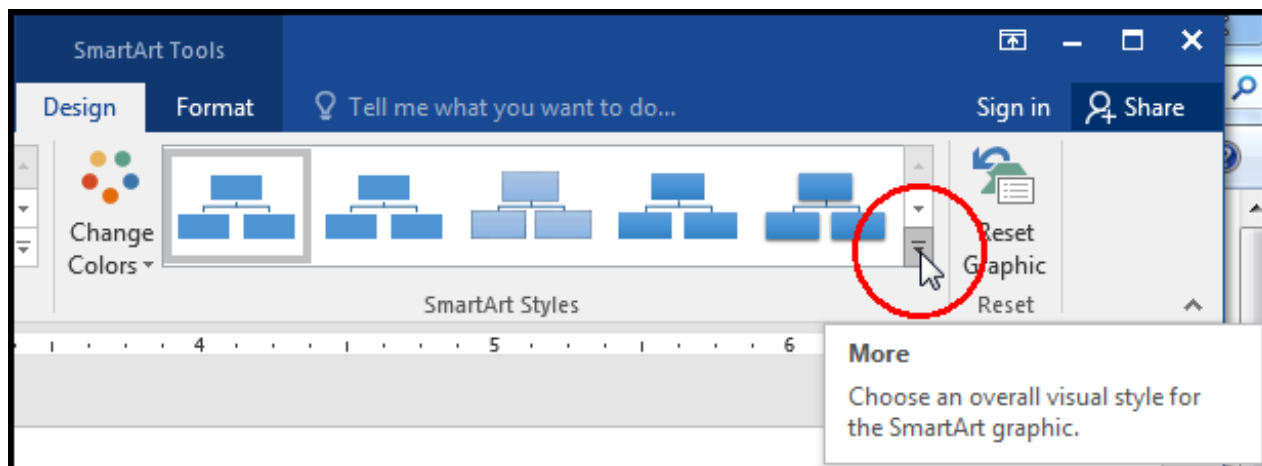 SmartArt Tools
Design Format Tell me what you want to do... Sign in Share
Change
Colors
Reset
Graphic
SmartArt Styles Reset
4 5 6
More
Choose an overall visual style for
the SmartArt graphic.